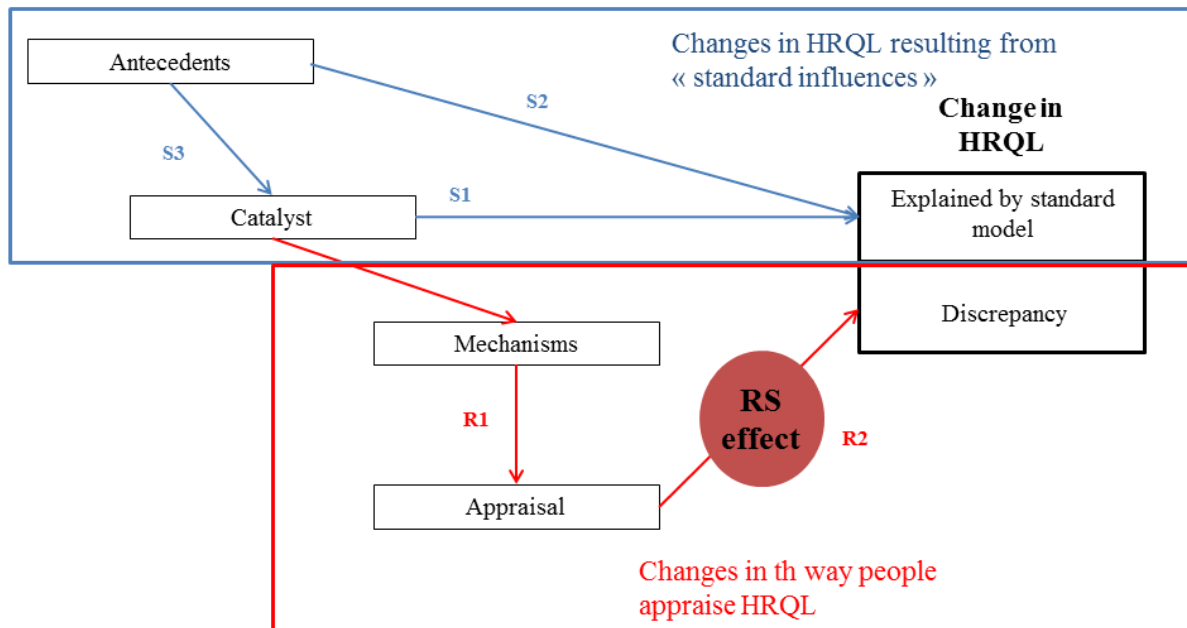 Antecedents
Changes in HRQL resulting from
« standard influences »
S2
Change in
HRQL
S3
S1
Catalyst
Explained by standard
model
Discrepancy
Mechanisms
R1
RS
effect
R2
Appraisal
Changes in th way people
appraise HRQL